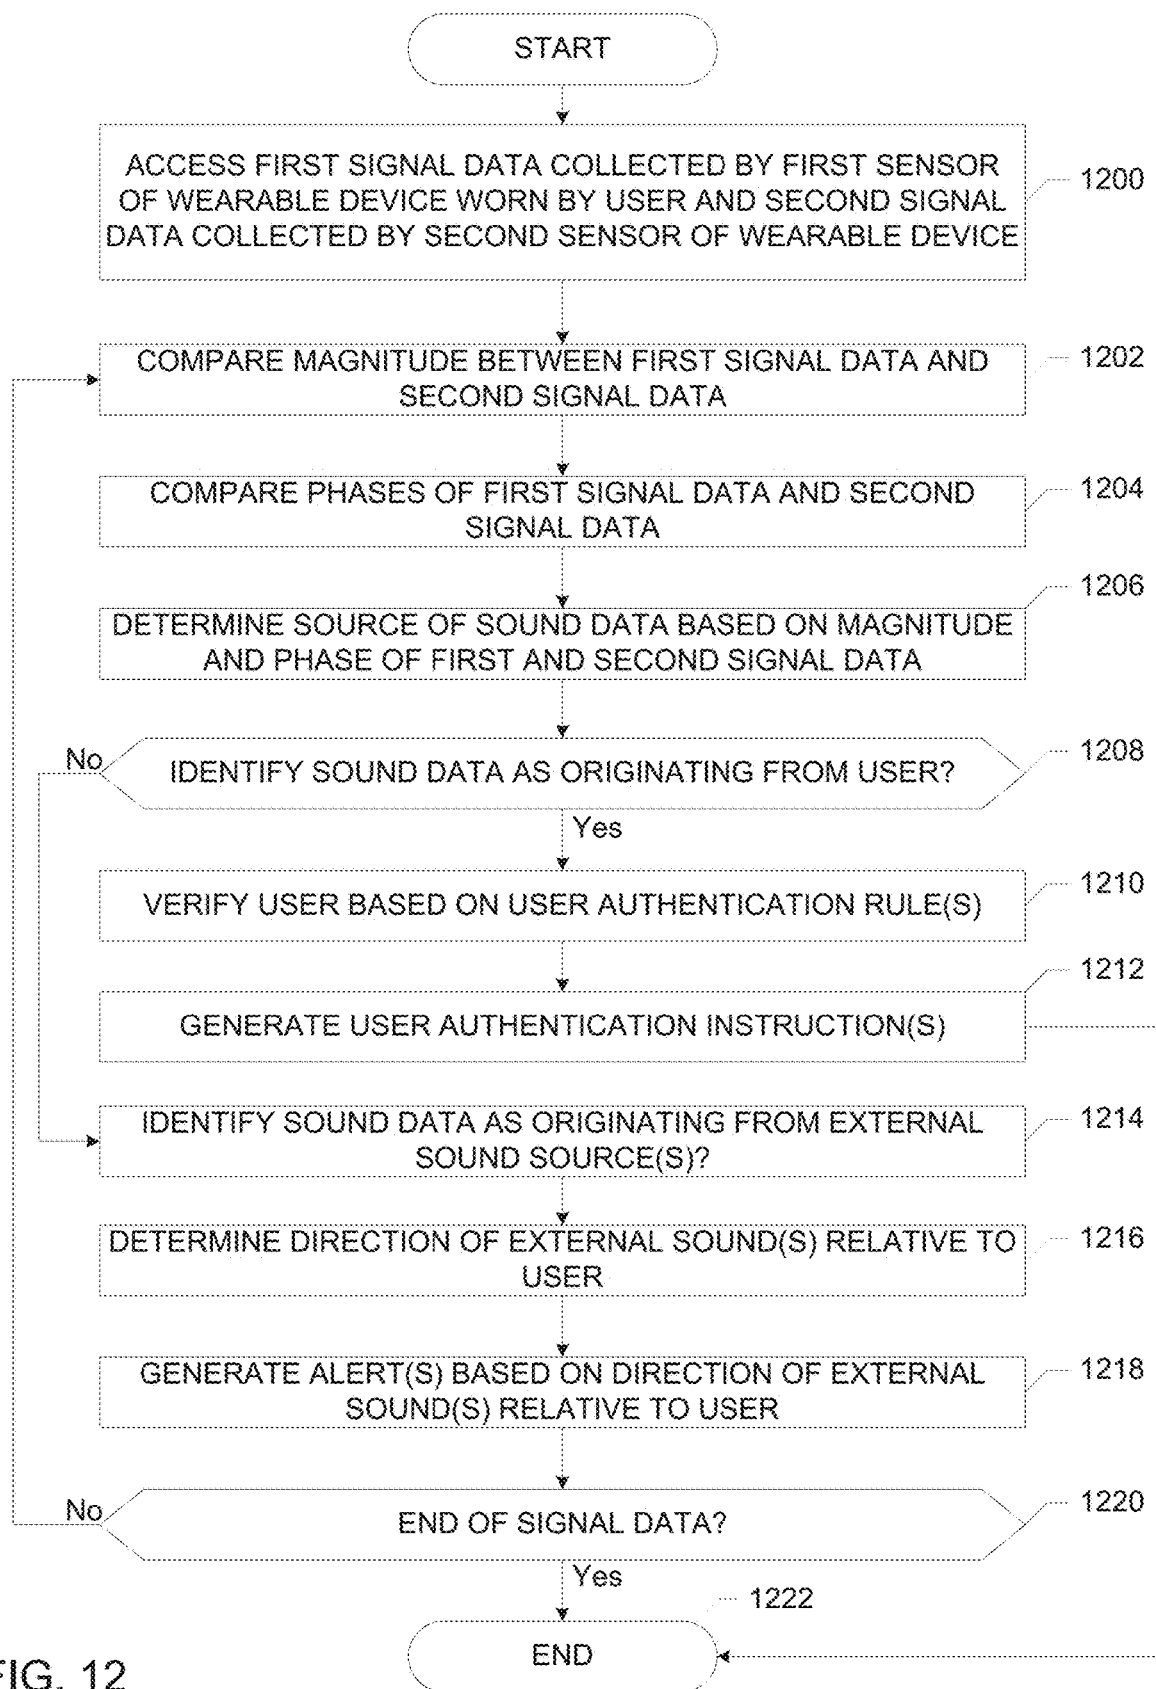 START
ACCESS FIRST SIGNAL DATA COLLECTED BY FIRST SENSOR
OF WEARABLE DEVICE WORN BY USER AND SECOND SIGNAL
DATA COLLECTED BY SECOND SENSOR OF WEARABLE DEVICE
1200
COMPARE MAGNITUDE BETWEEN FIRST SIGNAL DATA AND
SECOND SIGNAL DATA
1202
COMPARE PHASES OF FIRST SIGNAL DATA AND SECOND
SIGNAL DATA
1204
DETERMINE SOURCE OF SOUND DATA BASED ON MAGNITUDE
AND PHASE OF FIRST AND SECOND SIGNAL DATA
1206
No
IDENTIFY SOUND DATA AS ORIGINATING FROM USER?
1208
Yes
VERIFY USER BASED ON USER AUTHENTICATION RULE(S)
1210
GENERATE USER AUTHENTICATION INSTRUCTION(S)
1212
IDENTIFY SOUND DATA AS ORIGINATING FROM EXTERNAL
SOUND SOURCE(S)?
1214
DETERMINE DIRECTION OF EXTERNAL SOUND(S) RELATIVE TO
USER
1216
GENERATE ALERT(S) BASED ON DIRECTION OF EXTERNAL
SOUND(S) RELATIVE TO USER
1218
No
END OF SIGNAL DATA?
1220
Yes
1222
END
FIG. 12